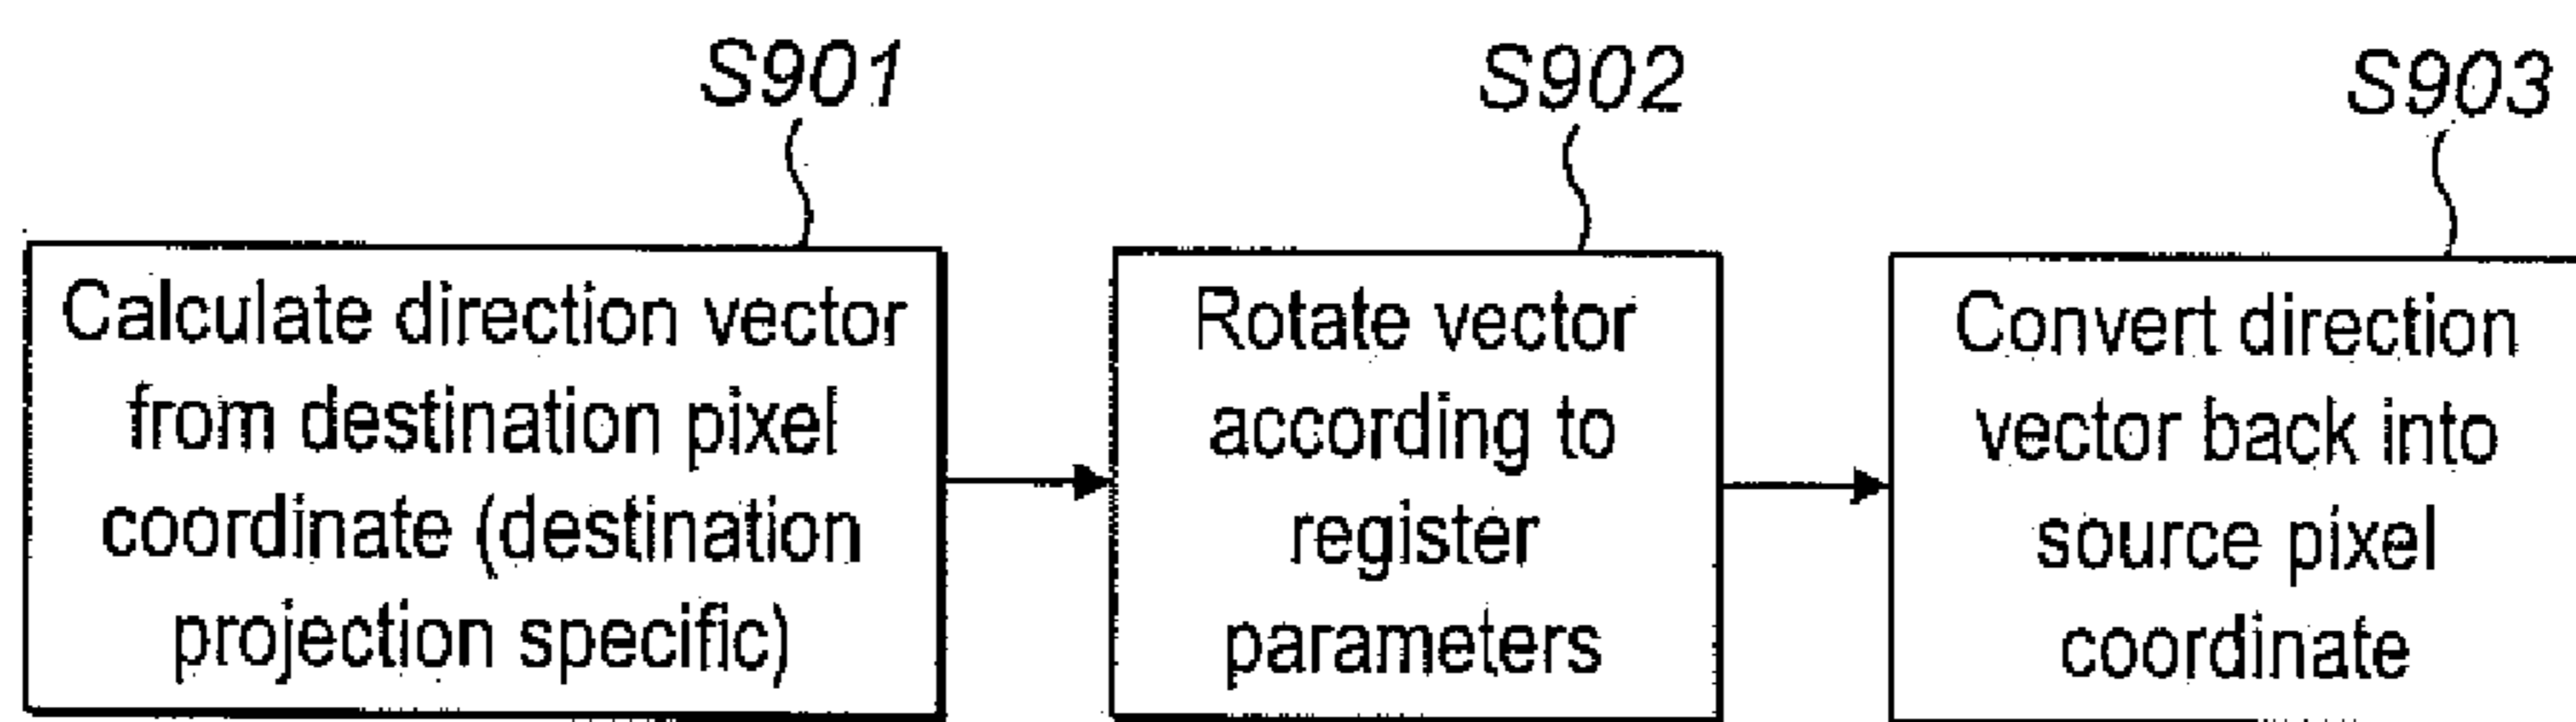 S901
S902
S903
Calculate direction vector
from destination pixel
coordinate (destination
projection specific)
Rotate vector
according to
register
parameters
Convert direction
vector back into
source pixel
coordinate